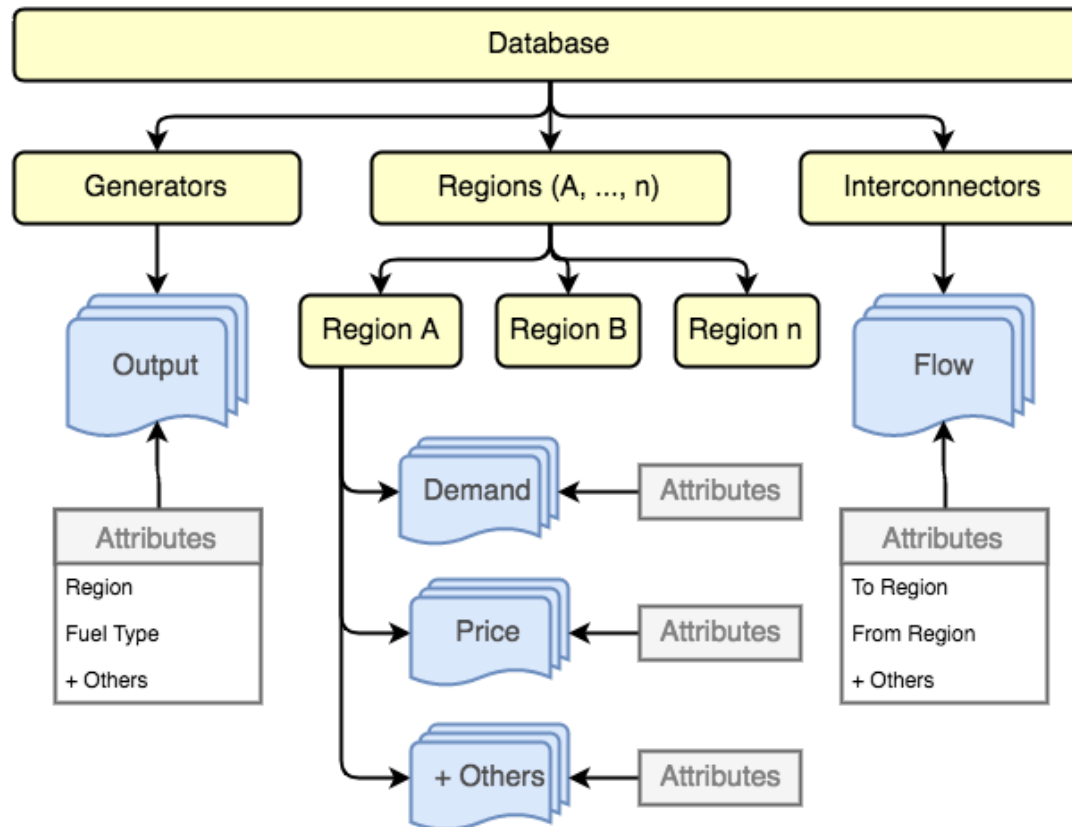 Database
Generators
Regions (A, ..., n)
Interconnectors
Region A
Region B
Region n
Output
Flow
Demand
Attributes
Attributes
Region
Fuel Type
+ Others
Attributes
To Region
From Region
+ Others
Price
Attributes
+ Others
Attributes